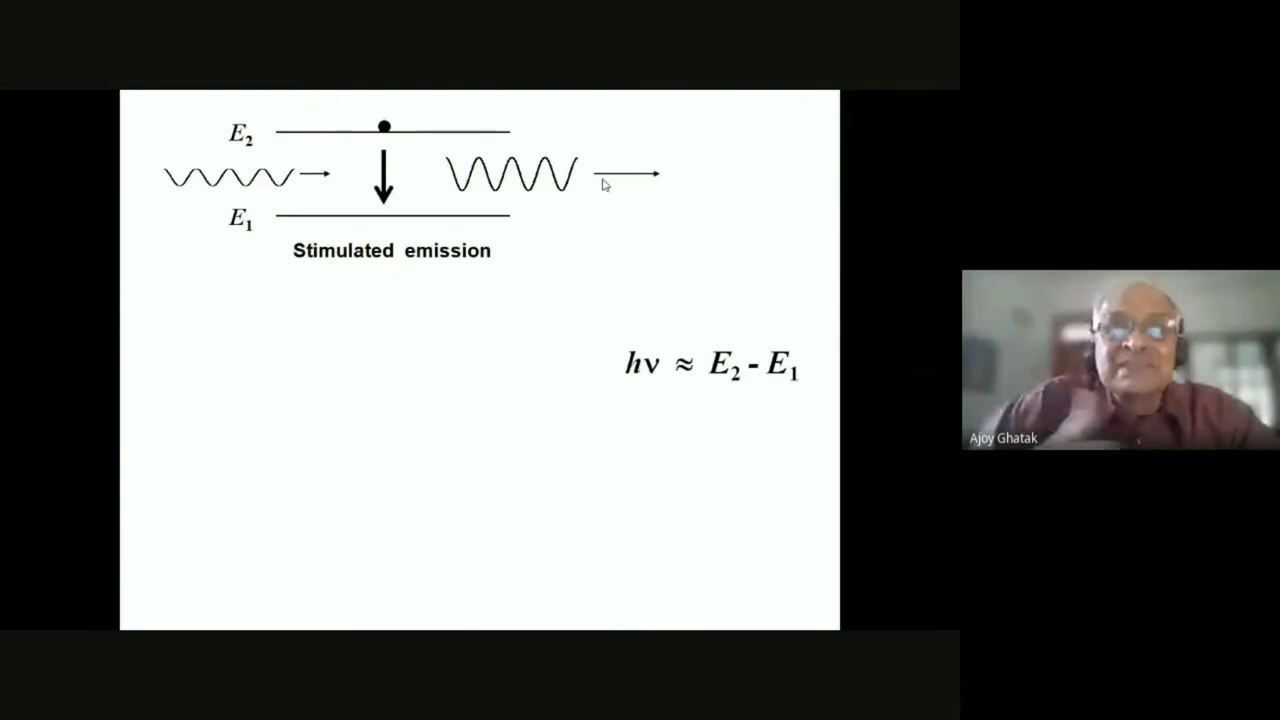 E₂
E₁
Stimulated emission
hν ≈ E₂ - E₁
Ajoy Ghatak